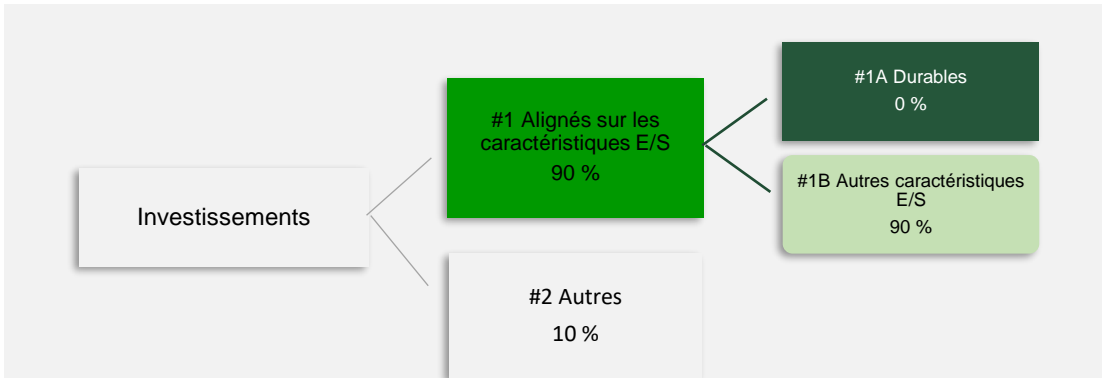 Investissements
#1 Alignés sur les
caractéristiques E/S
90 %
#2 Autres
10 %
#1A Durables
0 %
#1B Autres caractéristiques
E/S
90 %